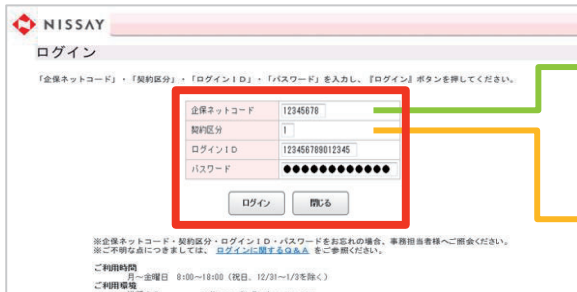 NISSAY
ログイン
「企保ネットコード」・「契約区分」・「ログインＩＤ」・「パスワード」を入力し、『ログイン』ボタンを押してください。
企保ネットコード 12345678
契約区分 1
ログインＩＤ 123456789012345
パスワード ●●●●●●●●●●●●
ログイン 閉じる
※企保ネットコード・契約区分・ログインＩＤ・パスワードをお忘れの場合、事務担当者様へご照会ください。
※ご不明な点につきましては、 ログインに関するＱ＆Ａ をご参照ください。
ご利用時間
月～金曜日 8:00～18:00 (祝日、12/31～1/3を除く)
ご利用環境